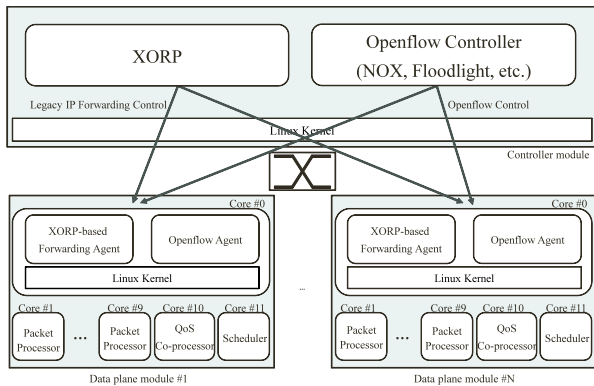 XORP
Openflow Controller
(NOX, Floodlight, etc.)
Legacy IP Forwarding Control
Openflow Control
Linux Kernel
Controller module
Core #0
Core #0
XORP-based
Forwarding Agent
Openflow Agent
XORP-based
Forwarding Agent
Openflow Agent
Linux Kernel
Linux Kernel
...
Core #1
Core #9
Core #10
Core #11
Core #1
Core #9
Core #10
Core #11
Packet
Processor
...
Packet
Processor
QoS
Co-processor
Scheduler
Packet
Processor
...
Packet
Processor
QoS
Co-processor
Scheduler
Data plane module #1
Data plane module #N